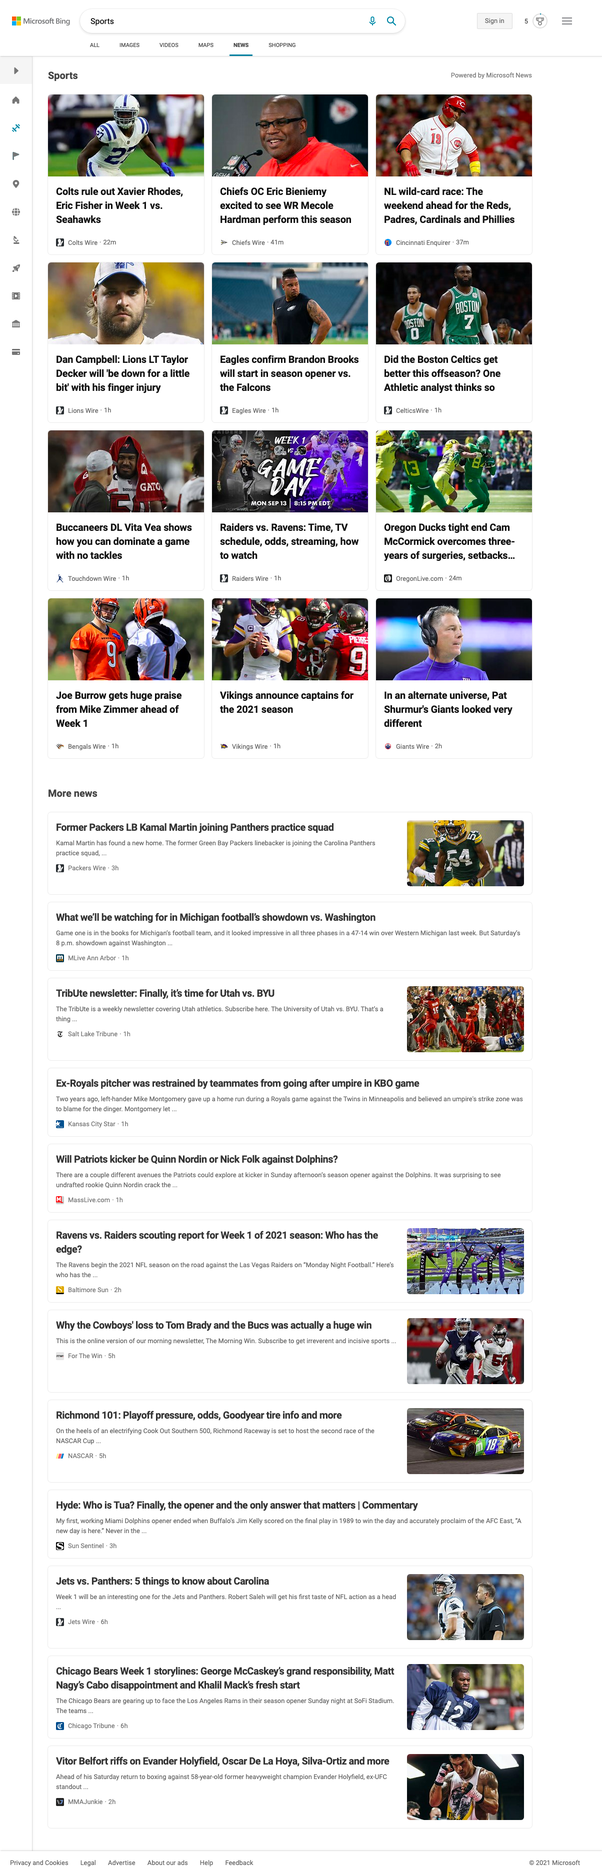 Microsoft Bing
Sports
Sign in
5
ALL IMAGES VIDEOS MAPS NEWS SHOPPING
Sports
Powered by Microsoft News
Colts rule out Xavier Rhodes,
Eric Fisher in Week 1 vs.
Seahawks
Colts Wire · 22m
Chiefs OC Eric Bieniemy
excited to see WR Mecole
Hardman perform this season
Chiefs Wire · 41m
19
NL wild-card race: The
weekend ahead for the Reds,
Padres, Cardinals and Phillies
Cincinnati Enquirer · 37m
Dan Campbell: Lions LT Taylor
Decker will 'be down for a little
bit' with his finger injury
Lions Wire · 1h
Eagles confirm Brandon Brooks
will start in season opener vs.
the Falcons
Eagles Wire · 1h
BOSTON
0
BOSTON
7
Did the Boston Celtics get
better this offseason? One
Athletic analyst thinks so
CelticsWire · 1h
GATO
Buccaneers DL Vita Vea shows
how you can dominate a game
with no tackles
Touchdown Wire · 1h
WEEK 1
VS
GAME
DAY
MON SEP 13 | 8:15 PM EDT
Raiders vs. Ravens: Time, TV
schedule, odds, streaming, how
to watch
Raiders Wire · 1h
13
Oregon Ducks tight end Cam
McCormick overcomes three-
years of surgeries, setbacks...
OregonLive.com · 24m
9
Joe Burrow gets huge praise
from Mike Zimmer ahead of
Week 1
Bengals Wire · 1h
Vikings announce captains for
the 2021 season
Vikings Wire · 1h
In an alternate universe, Pat
Shurmur's Giants looked very
different
Giants Wire · 2h
More news
Former Packers LB Kamal Martin joining Panthers practice squad
Kamal Martin has found a new home. The former Green Bay Packers linebacker is joining the Carolina Panthers
practice squad, ...
Packers Wire · 3h
54
What we'll be watching for in Michigan football's showdown vs. Washington
Game one is in the books for Michigan's football team, and it looked impressive in all three phases in a 47-14 win over Western Michigan last week. But Saturday's
8 p.m. showdown against Washington ...
MLive Ann Arbor · 1h
TribUte newsletter: Finally, it's time for Utah vs. BYU
The TribUte is a weekly newsletter covering Utah athletics. Subscribe here. The University of Utah vs. BYU. That's a
thing ...
Salt Lake Tribune · 1h
Ex-Royals pitcher was restrained by teammates from going after umpire in KBO game
Two years ago, left-hander Mike Montgomery gave up a home run during a Royals game against the Twins in Minneapolis and believed an umpire's strike zone was
to blame for the dinger. Montgomery let ...
Kansas City Star · 1h
Will Patriots kicker be Quinn Nordin or Nick Folk against Dolphins?
There are a couple different avenues the Patriots could explore at kicker in Sunday afternoon's season opener against the Dolphins. It was surprising to see
undrafted rookie Quinn Nordin crack the ...
MassLive.com · 1h
Ravens vs. Raiders scouting report for Week 1 of 2021 season: Who has the
edge?
The Ravens begin the 2021 NFL season on the road against the Las Vegas Raiders on "Monday Night Football." Here's
who has the ...
Baltimore Sun · 2h
Why the Cowboys' loss to Tom Brady and the Bucs was actually a huge win
This is the online version of our morning newsletter, The Morning Win. Subscribe to get irreverent and incisive sports ...
For The Win · 5h
4
Richmond 101: Playoff pressure, odds, Goodyear tire info and more
On the heels of an electrifying Cook Out Southern 500, Richmond Raceway is set to host the second race of the
NASCAR Cup ...
NASCAR · 5h
18
Hyde: Who is Tua? Finally, the opener and the only answer that matters | Commentary
My first, working Miami Dolphins opener ended when Buffalo's Jim Kelly scored on the final play in 1989 to win the day and accurately proclaim of the AFC East, "A
new day is here." Never in the ...
Sun Sentinel · 3h
Jets vs. Panthers: 5 things to know about Carolina
Week 1 will be an interesting one for the Jets and Panthers. Robert Saleh will get his first taste of NFL action as a head
...
Jets Wire · 6h
Chicago Bears Week 1 storylines: George McCaskey's grand responsibility, Matt
Nagy's Cabo disappointment and Khalil Mack's fresh start
The Chicago Bears are gearing up to face the Los Angeles Rams in their season opener Sunday night at SoFi Stadium.
The teams ...
Chicago Tribune · 6h
12
Vitor Belfort riffs on Evander Holyfield, Oscar De La Hoya, Silva-Ortiz and more
Ahead of his Saturday return to boxing against 58-year-old former heavyweight champion Evander Holyfield, ex-UFC
standout ...
MMAJunkie · 2h
Privacy and Cookies Legal Advertise About our ads Help Feedback
© 2021 Microsoft